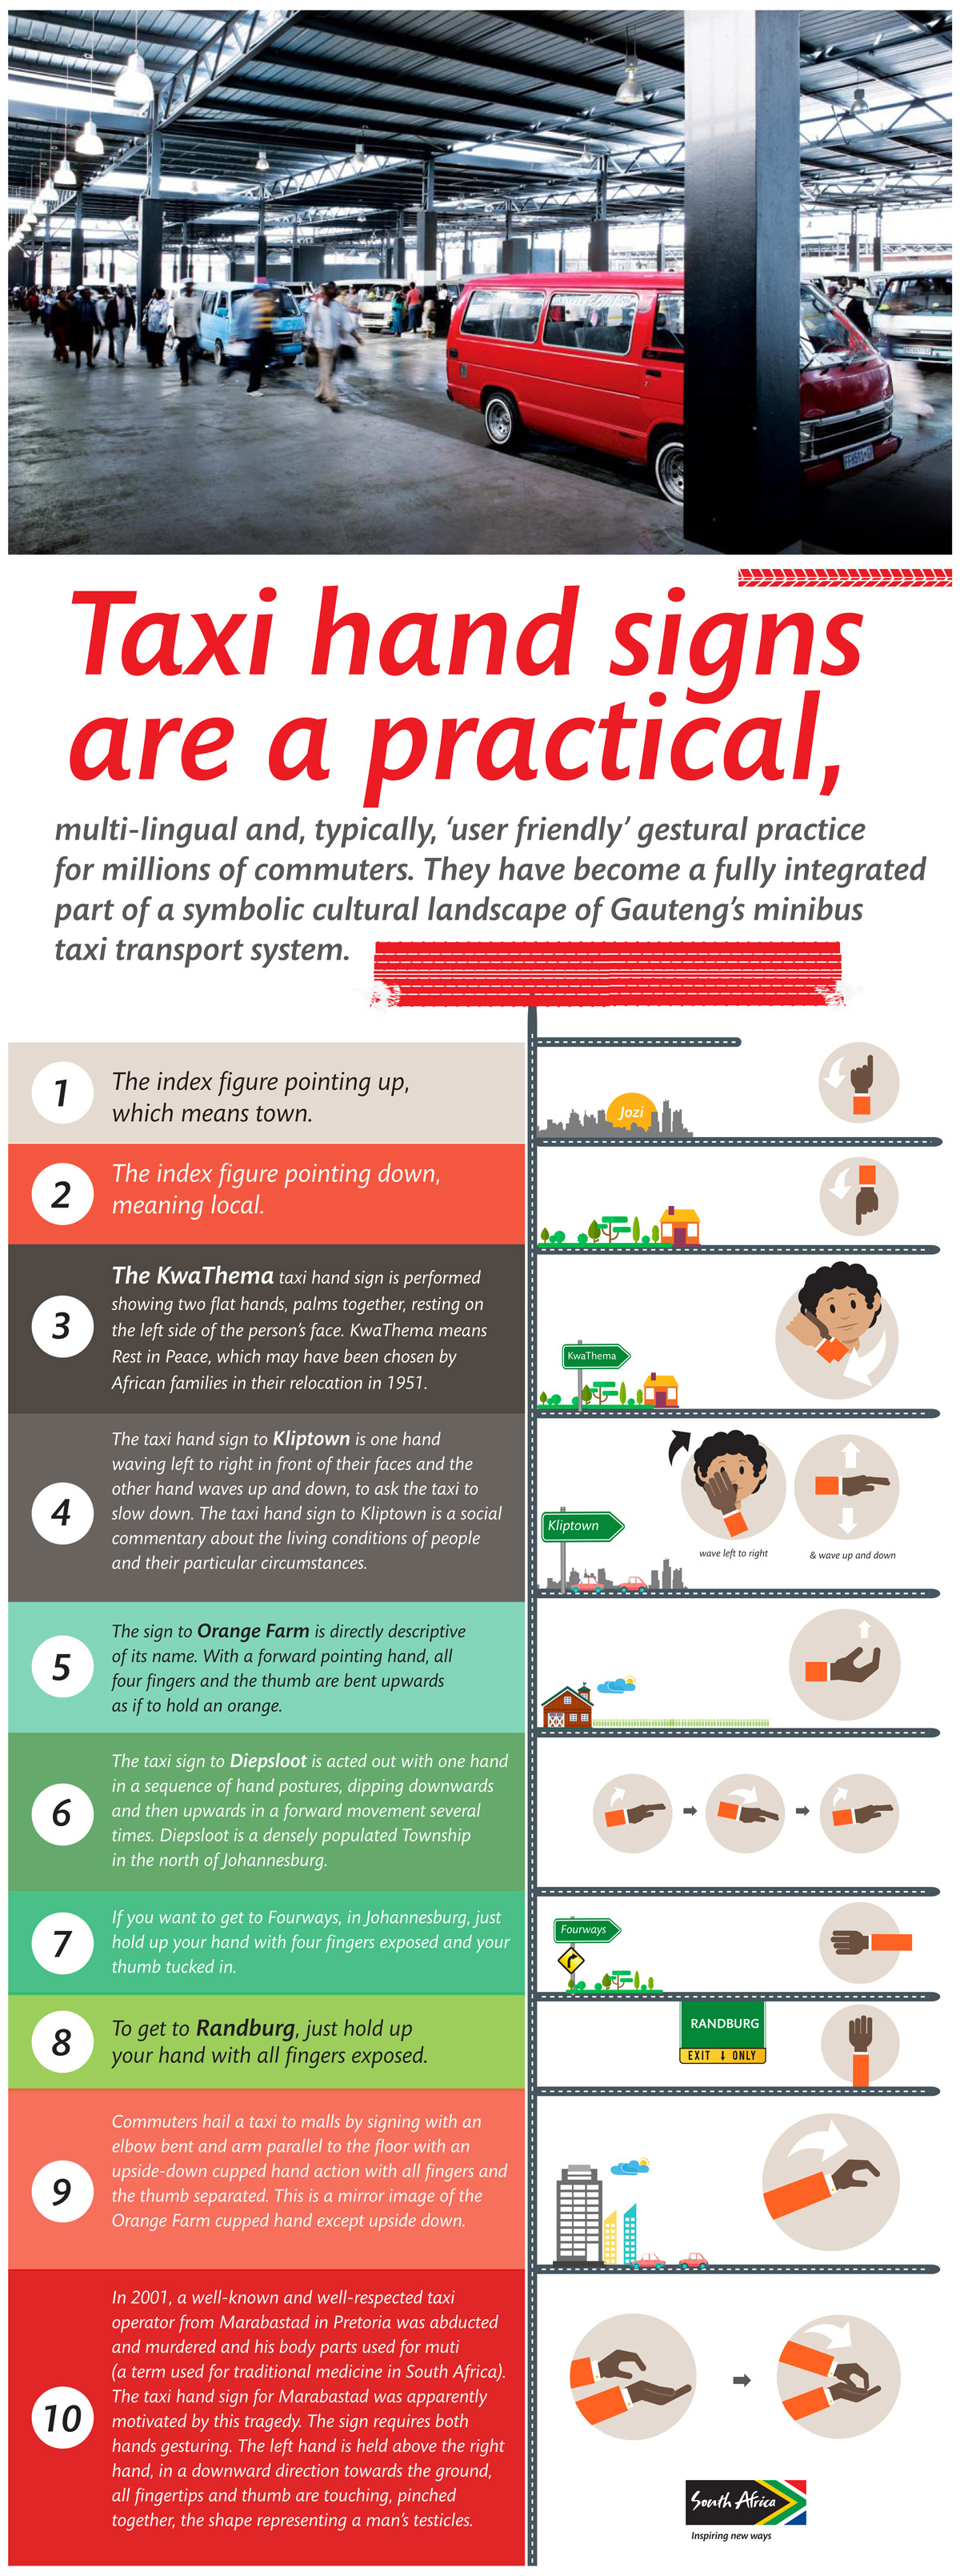 Taxi hand signs
are a practical,
multi-lingual and, typically, ‘user friendly’ gestural practice
for millions of commuters. They have become a fully integrated
part of a symbolic cultural landscape of Gauteng’s minibus
taxi transport system.
1
The index figure pointing up,
which means town.
Jozi
2
The index figure pointing down,
meaning local.
3
The KwaThema taxi hand sign is performed
showing two flat hands, palms together, resting on
the left side of the person’s face. KwaThema means
Rest in Peace, which may have been chosen by
African families in their relocation in 1951.
KwaThema
4
The taxi hand sign to Kliptown is one hand
waving left to right in front of their faces and the
other hand waves up and down, to ask the taxi to
slow down. The taxi hand sign to Kliptown is a social
commentary about the living conditions of people
and their particular circumstances.
Kliptown
wave left to right
& wave up and down
5
The sign to Orange Farm is directly descriptive
of its name. With a forward pointing hand, all
four fingers and the thumb are bent upwards
as if to hold an orange.
6
The taxi sign to Diepsloot is acted out with one hand
in a sequence of hand postures, dipping downwards
and then upwards in a forward movement several
times. Diepsloot is a densely populated Township
in the north of Johannesburg.
7
If you want to get to Fourways, in Johannesburg, just
hold up your hand with four fingers exposed and your
thumb tucked in.
Fourways
8
To get to Randburg, just hold up
your hand with all fingers exposed.
RANDBURG
EXIT ↓ ONLY
9
Commuters hail a taxi to malls by signing with an
elbow bent and arm parallel to the floor with an
upside-down cupped hand action with all fingers and
the thumb separated. This is a mirror image of the
Orange Farm cupped hand except upside down.
10
In 2001, a well-known and well-respected taxi
operator from Marabastad in Pretoria was abducted
and murdered and his body parts used for muti
(a term used for traditional medicine in South Africa).
The taxi hand sign for Marabastad was apparently
motivated by this tragedy. The sign requires both
hands gesturing. The left hand is held above the right
hand, in a downward direction towards the ground,
all fingertips and thumb are touching, pinched
together, the shape representing a man’s testicles.
South Africa
Inspiring new ways